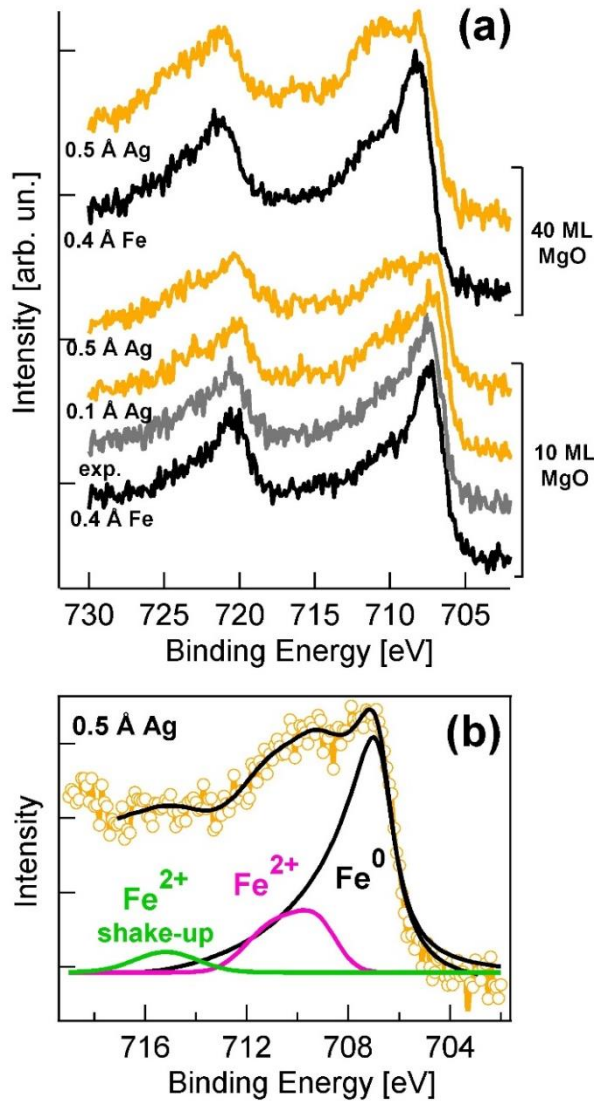 (a)
Intensity [arb. un.]
0.5 Å Ag
0.4 Å Fe
40 ML
MgO
0.5 Å Ag
0.1 Å Ag
exp.
0.4 Å Fe
10 ML
MgO
730 725 720 715 710 705
Binding Energy [eV]
0.5 Å Ag
(b)
Intensity
Fe2+
shake-up
Fe2+
Fe0
716 712 708 704
Binding Energy [eV]